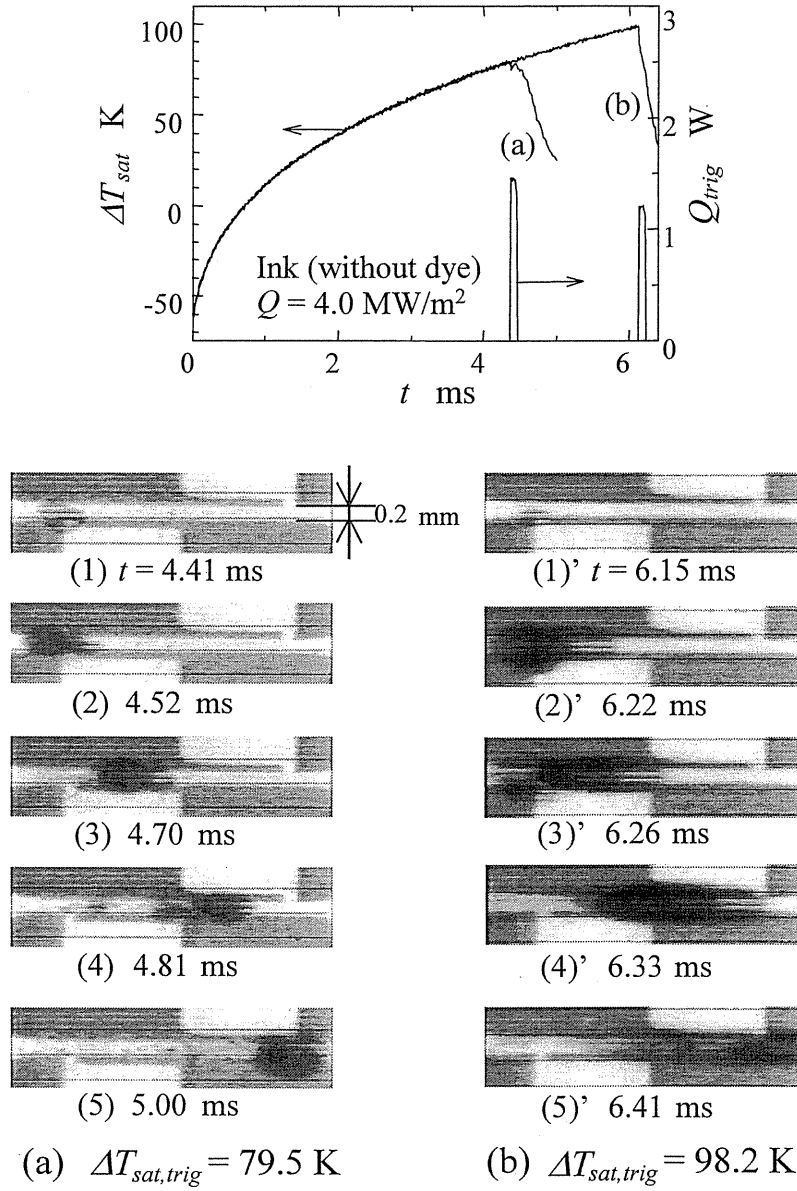 100
50
0
-50
ΔT_sat K
3
2
1
0
Q_trig W
(a)
(b)
Ink (without dye)
Q = 4.0 MW/m²
0 2 4 6
t ms
0.2 mm
(1) t = 4.41 ms
(1)' t = 6.15 ms
(2) 4.52 ms
(2)' 6.22 ms
(3) 4.70 ms
(3)' 6.26 ms
(4) 4.81 ms
(4)' 6.33 ms
(5) 5.00 ms
(5)' 6.41 ms
(a) ΔT_sat,trig = 79.5 K
(b) ΔT_sat,trig = 98.2 K